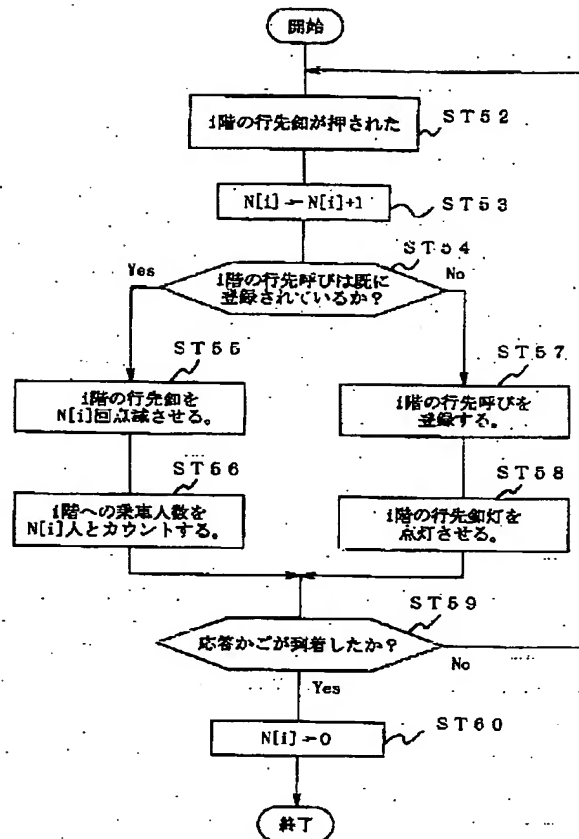 開始
i階の行先釦が押された
ST52
N[i]←N[i]+1
ST53
ST54
Yes
i階の行先呼びは既に
登録されているか?
No
ST55
ST57
i階の行先釦を
N[i]回点滅させる。
i階の行先呼びを
登録する。
ST56
ST58
i階への乗車人数を
N[i]人とカウントする。
i階の行先釦灯を
点灯させる。
ST59
応答かごが到着したか?
No
Yes
ST60
N[i]←0
終了